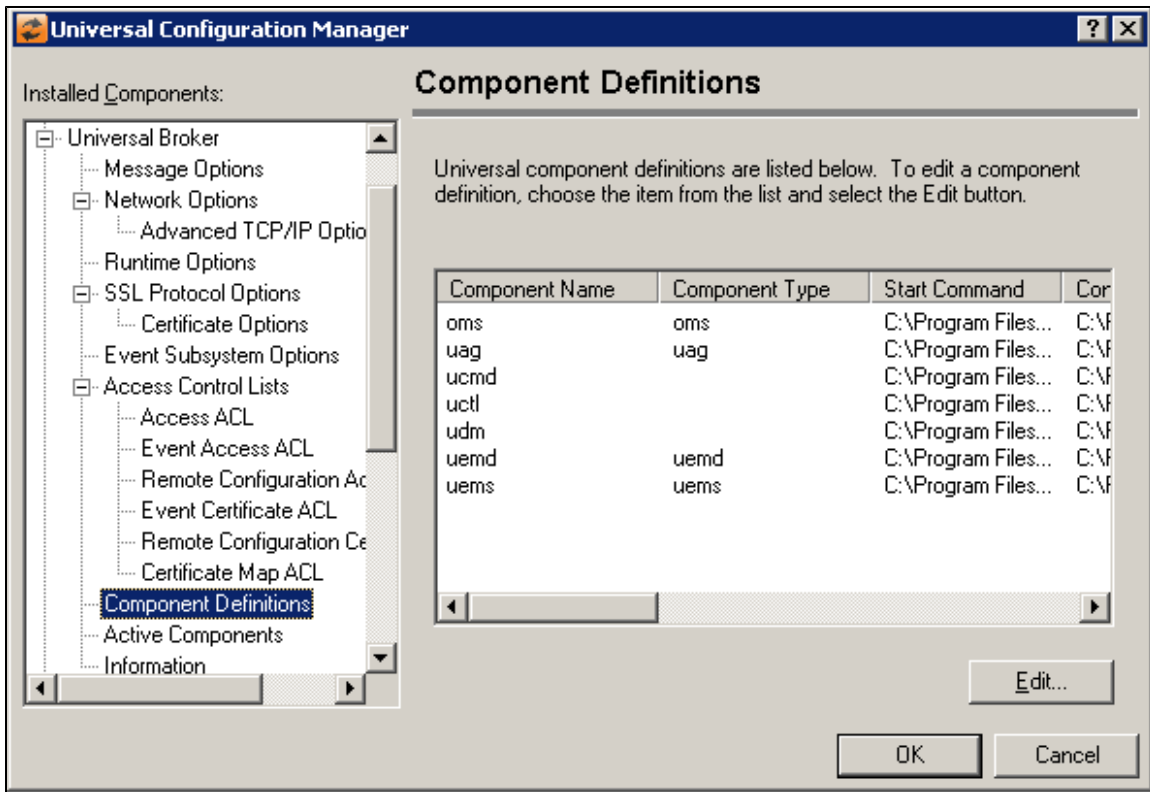 Universal Configuration Manager
Installed Components:
Universal Broker
Message Options
Network Options
Advanced TCP/IP Optio
Runtime Options
SSL Protocol Options
Certificate Options
Event Subsystem Options
Access Control Lists
Access ACL
Event Access ACL
Remote Configuration Ac
Event Certificate ACL
Remote Configuration Ce
Certificate Map ACL
Component Definitions
Active Components
Information
Component Definitions
Universal component definitions are listed below. To edit a component
definition, choose the item from the list and select the Edit button.
Component Name Component Type Start Command Cor
oms oms C:\Program Files... C:\F
uag uag C:\Program Files... C:\F
ucmd C:\Program Files... C:\F
uctl C:\Program Files... C:\F
udm C:\Program Files... C:\F
uemd uemd C:\Program Files... C:\F
uems uems C:\Program Files... C:\F
Edit...
OK Cancel